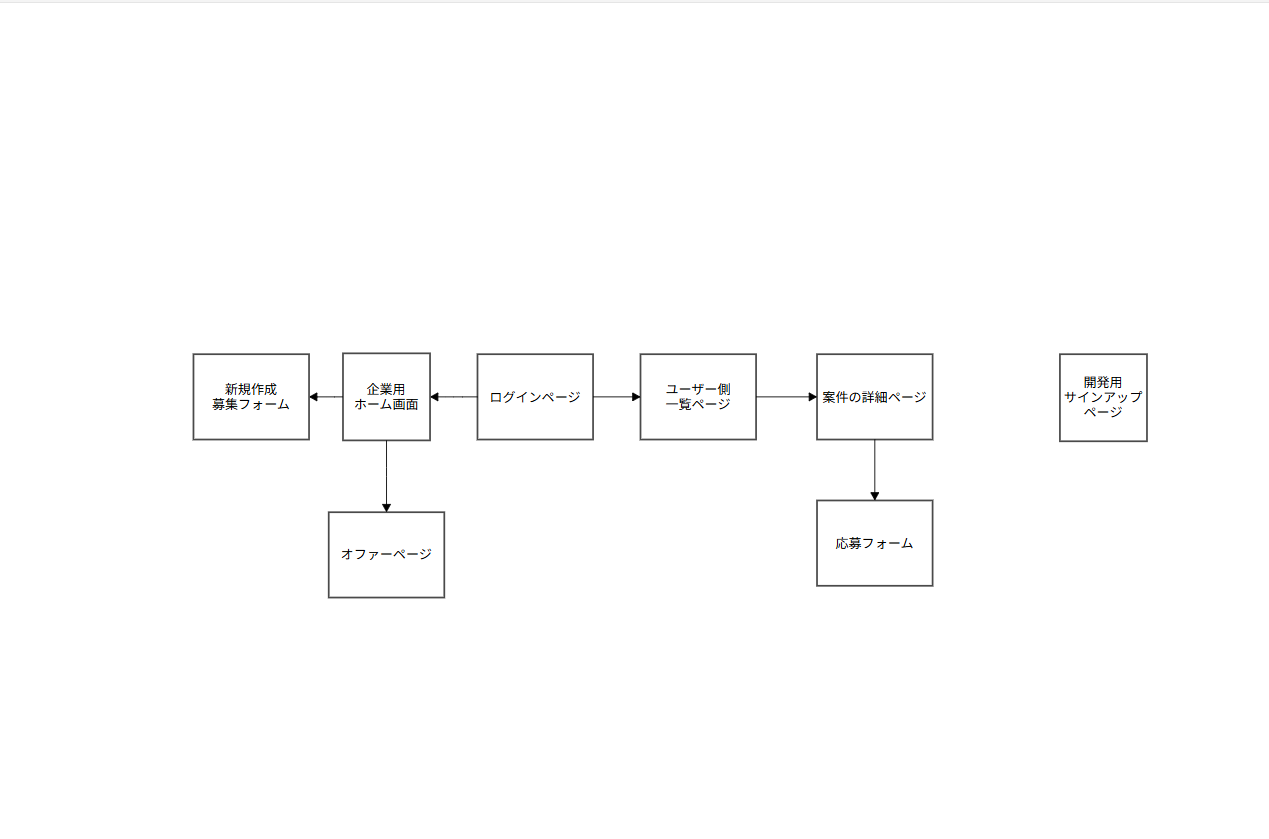 新規作成
募集フォーム
企業用
ホーム画面
ログインページ
ユーザー側
一覧ページ
案件の詳細ページ
開発用
サインアップ
ページ
オファーページ
応募フォーム